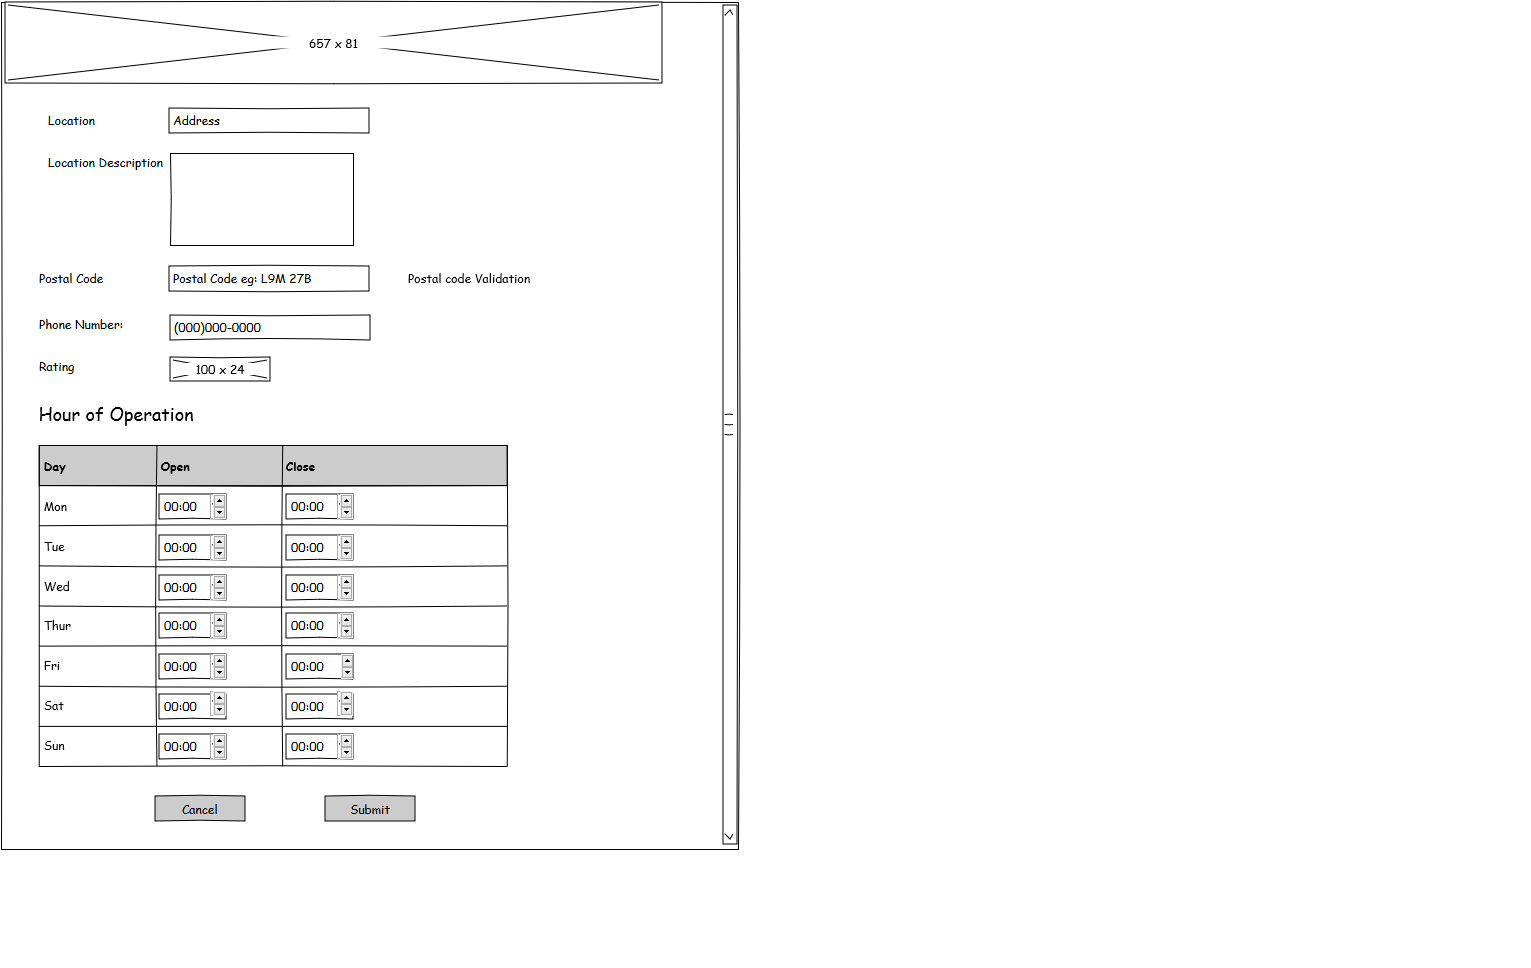 657 x 81
Location Address
Location Description
Postal Code Postal Code eg: L9M 27B Postal code Validation
Phone Number: (000)000-0000
Rating 100 x 24
Hour of Operation
Day Open Close
Mon 00:00 00:00
Tue 00:00 00:00
Wed 00:00 00:00
Thur 00:00 00:00
Fri 00:00 00:00
Sat 00:00 00:00
Sun 00:00 00:00
Cancel Submit